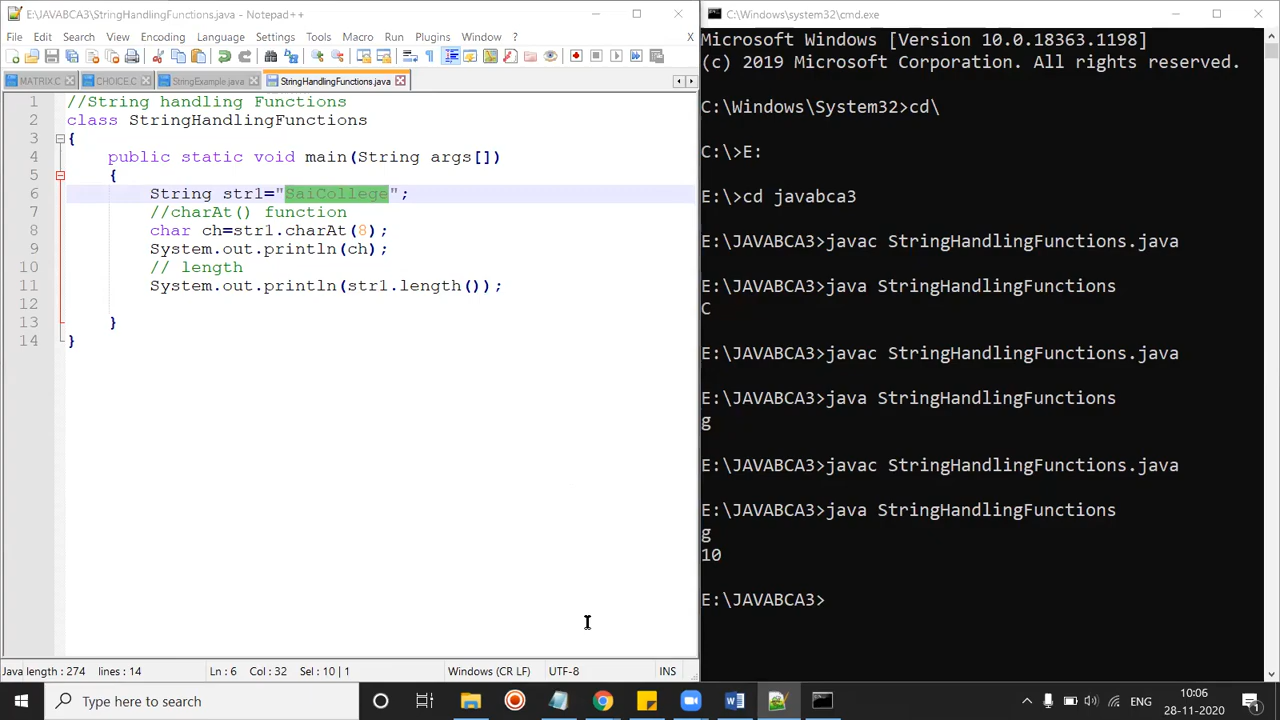 E:\JAVABCA3\StringHandlingFunctions.java - Notepad++
File Edit Search View Encoding Language Settings Tools Macro Run Plugins Window ? X
MATRIX.C CHOICE.C StringExample.java StringHandlingFunctions.java
1 //String handling Functions
2 class StringHandlingFunctions
3 {
4 public static void main(String args[])
5 {
6 String str1="SaiCollege";
7 //charAt() function
8 char ch=str1.charAt(8);
9 System.out.println(ch);
10 // length
11 System.out.println(str1.length());
12
13 }
14 }
Java length : 274 lines : 14 Ln : 6 Col : 32 Sel : 10 | 1 Windows (CR LF) UTF-8 INS
C:\Windows\system32\cmd.exe
Microsoft Windows [Version 10.0.18363.1198]
(c) 2019 Microsoft Corporation. All rights reserved.
C:\Windows\System32>cd\
C:\>E:
E:\>cd javabca3
E:\JAVABCA3>javac StringHandlingFunctions.java
E:\JAVABCA3>java StringHandlingFunctions
C
E:\JAVABCA3>javac StringHandlingFunctions.java
E:\JAVABCA3>java StringHandlingFunctions
g
E:\JAVABCA3>javac StringHandlingFunctions.java
E:\JAVABCA3>java StringHandlingFunctions
g
10
E:\JAVABCA3>
Type here to search
ENG
10:06
28-11-2020